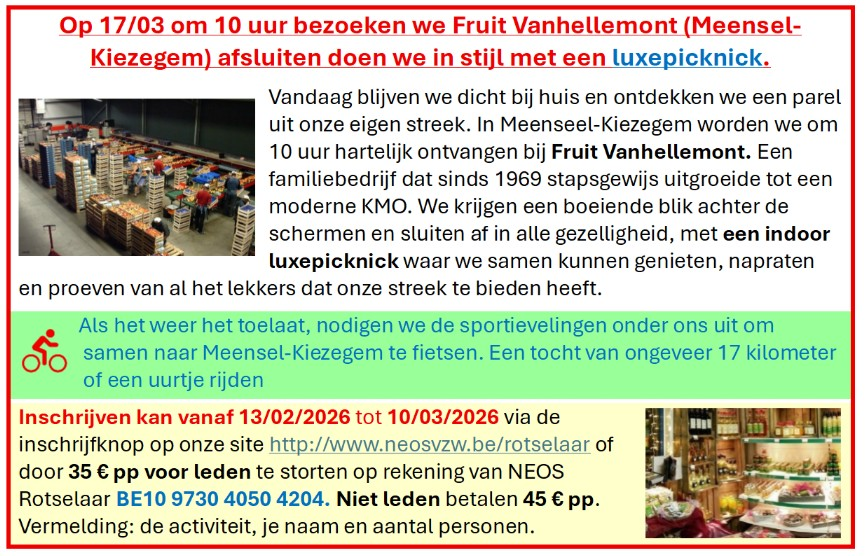 Op 17/03 om 10 uur bezoeken we Fruit Vanhellemont (Meensel-
Kiezegem) afsluiten doen we in stijl met een luxepicknick.
Vandaag blijven we dicht bij huis en ontdekken we een parel
uit onze eigen streek. In Meenseel-Kiezegem worden we om
10 uur hartelijk ontvangen bij Fruit Vanhellemont. Een
familiebedrijf dat sinds 1969 stapsgewijs uitgroeide tot een
moderne KMO. We krijgen een boeiende blik achter de
schermen en sluiten af in alle gezelligheid, met een indoor
luxepicknick waar we samen kunnen genieten, napraten
en proeven van al het lekkers dat onze streek te bieden heeft.
Als het weer het toelaat, nodigen we de sportievelingen onder ons uit om
samen naar Meensel-Kiezegem te fietsen. Een tocht van ongeveer 17 kilometer
of een uurtje rijden
Inschrijven kan vanaf 13/02/2026 tot 10/03/2026 via de
inschrijfknop op onze site http://www.neosvzw.be/rotselaar of
door 35 € pp voor leden te storten op rekening van NEOS
Rotselaar BE10 9730 4050 4204. Niet leden betalen 45 € pp.
Vermelding: de activiteit, je naam en aantal personen.